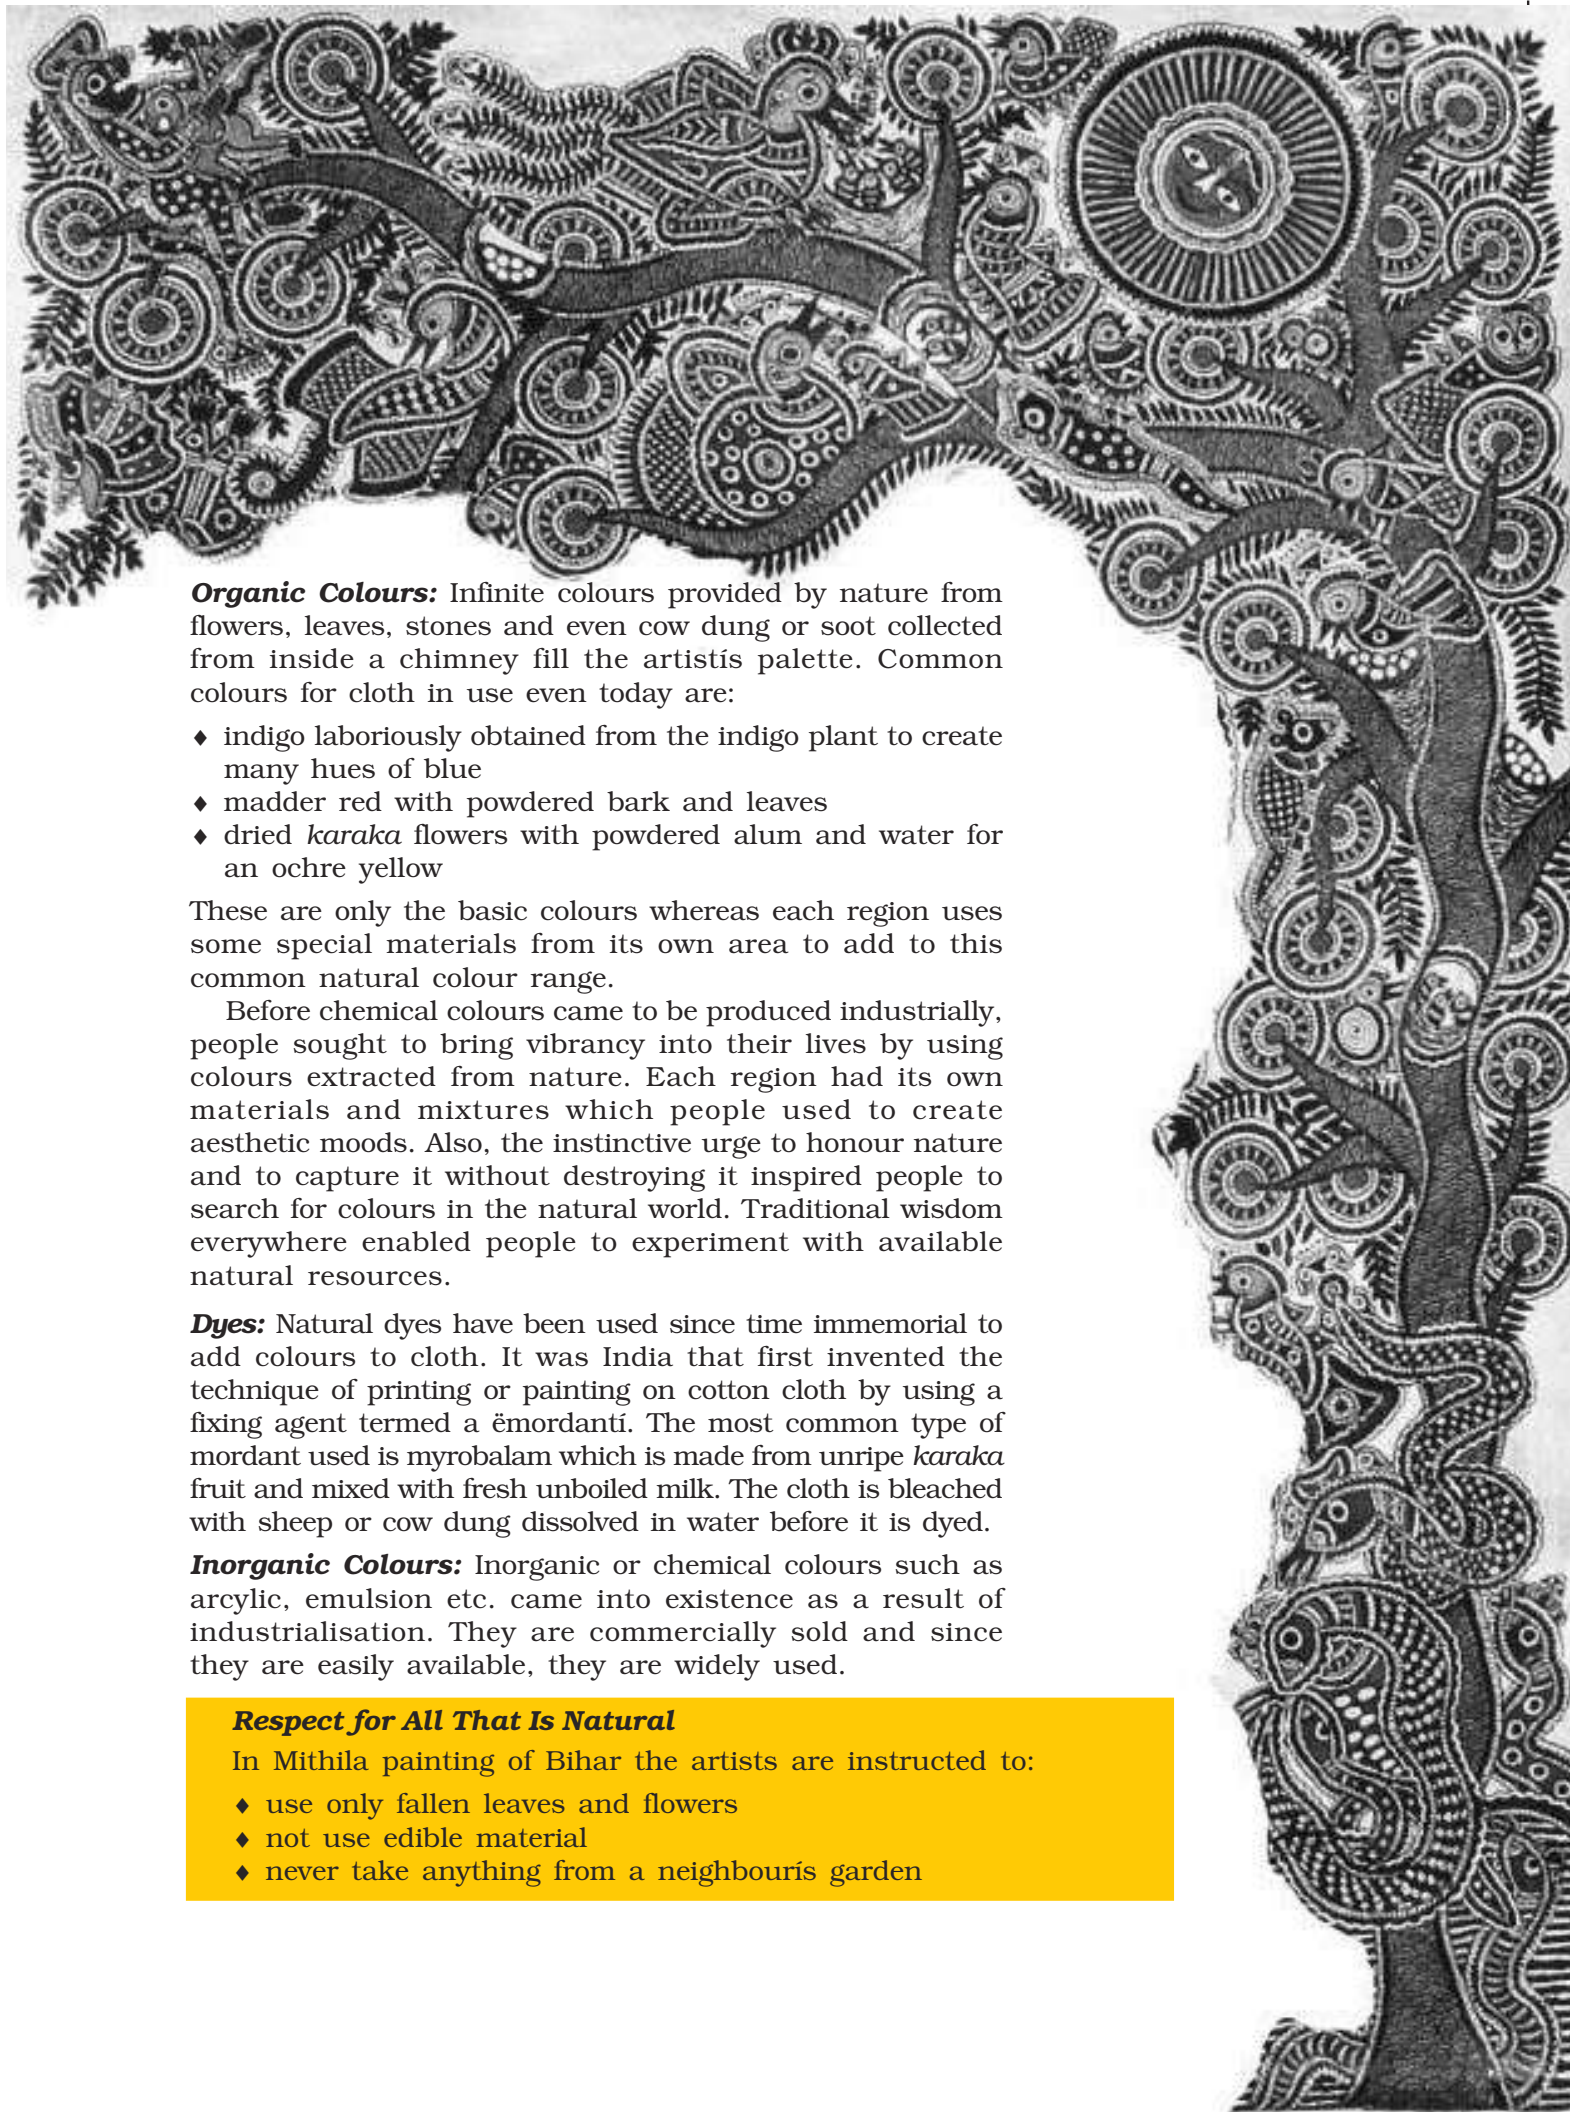 Organic Colours: Infinite colours provided by nature from
flowers, leaves, stones and even cow dung or soot collected
from inside a chimney fill the artistís palette. Common
colours for cloth in use even today are:
♦ indigo laboriously obtained from the indigo plant to create
many hues of blue
♦ madder red with powdered bark and leaves
♦ dried karaka flowers with powdered alum and water for
an ochre yellow
These are only the basic colours whereas each region uses
some special materials from its own area to add to this
common natural colour range.
Before chemical colours came to be produced industrially,
people sought to bring vibrancy into their lives by using
colours extracted from nature. Each region had its own
materials and mixtures which people used to create
aesthetic moods. Also, the instinctive urge to honour nature
and to capture it without destroying it inspired people to
search for colours in the natural world. Traditional wisdom
everywhere enabled people to experiment with available
natural resources.
Dyes: Natural dyes have been used since time immemorial to
add colours to cloth. It was India that first invented the
technique of printing or painting on cotton cloth by using a
fixing agent termed a ëmordantí. The most common type of
mordant used is myrobalam which is made from unripe karaka
fruit and mixed with fresh unboiled milk. The cloth is bleached
with sheep or cow dung dissolved in water before it is dyed.
Inorganic Colours: Inorganic or chemical colours such as
arcylic, emulsion etc. came into existence as a result of
industrialisation. They are commercially sold and since
they are easily available, they are widely used.
Respect for All That Is Natural
In Mithila painting of Bihar the artists are instructed to:
♦ use only fallen leaves and flowers
♦ not use edible material
♦ never take anything from a neighbourís garden